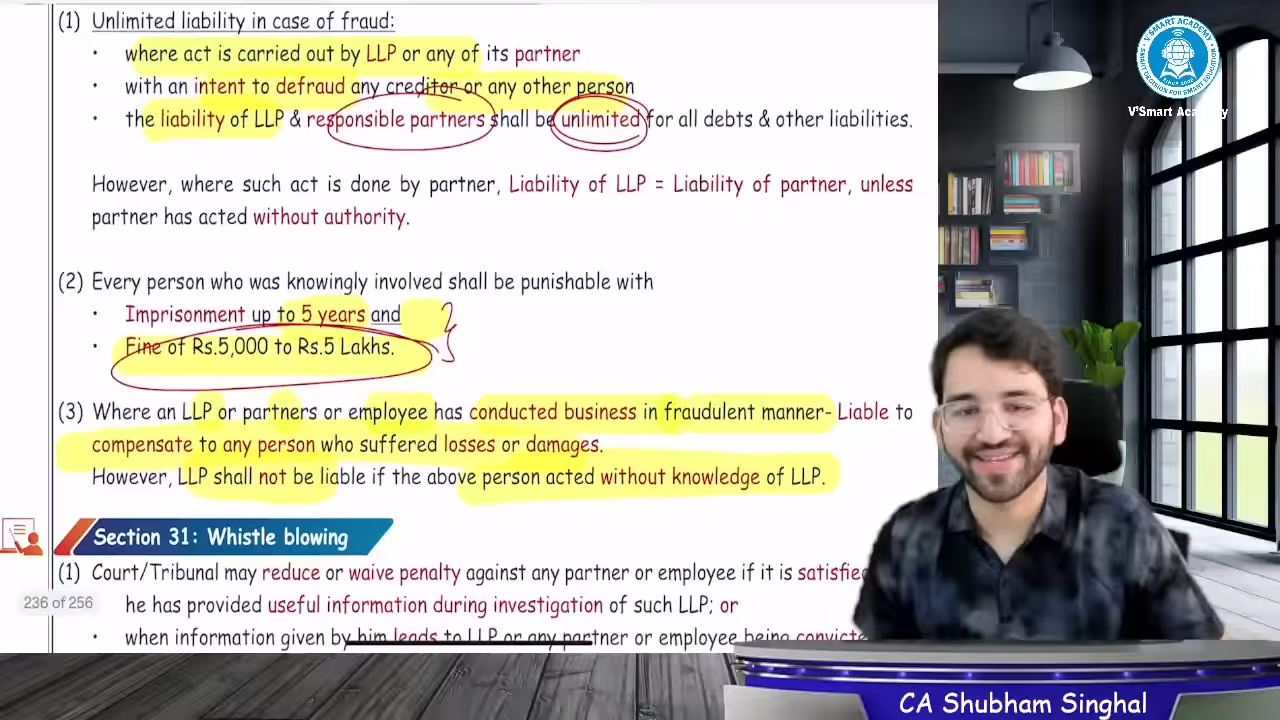 (1) Unlimited liability in case of fraud:
• where act is carried out by LLP or any of its partner
• with an intent to defraud any creditor or any other person
• the liability of LLP & responsible partners shall be unlimited for all debts & other liabilities.
However, where such act is done by partner, Liability of LLP = Liability of partner, unless
partner has acted without authority.
(2) Every person who was knowingly involved shall be punishable with
• Imprisonment up to 5 years and
• Fine of Rs.5,000 to Rs.5 Lakhs.
(3) Where an LLP or partners or employee has conducted business in fraudulent manner- Liable to
compensate to any person who suffered losses or damages.
However, LLP shall not be liable if the above person acted without knowledge of LLP.
Section 31: Whistle blowing
(1) Court/Tribunal may reduce or waive penalty against any partner or employee if it is satisfie
he has provided useful information during investigation of such LLP; or
• when information given by him leads to LLP or any partner or employee being convicte
236 of 256
V'SMART ACADEMY
SMART DECISION FOR SMART EDUCATION
V'Smart Academy
CA Shubham Singhal